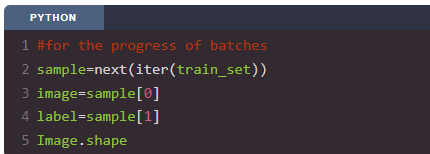 PYTHON
1 #for the progress of batches
2 sample=next(iter(train_set))
3 image=sample[0]
4 label=sample[1]
5 Image.shape